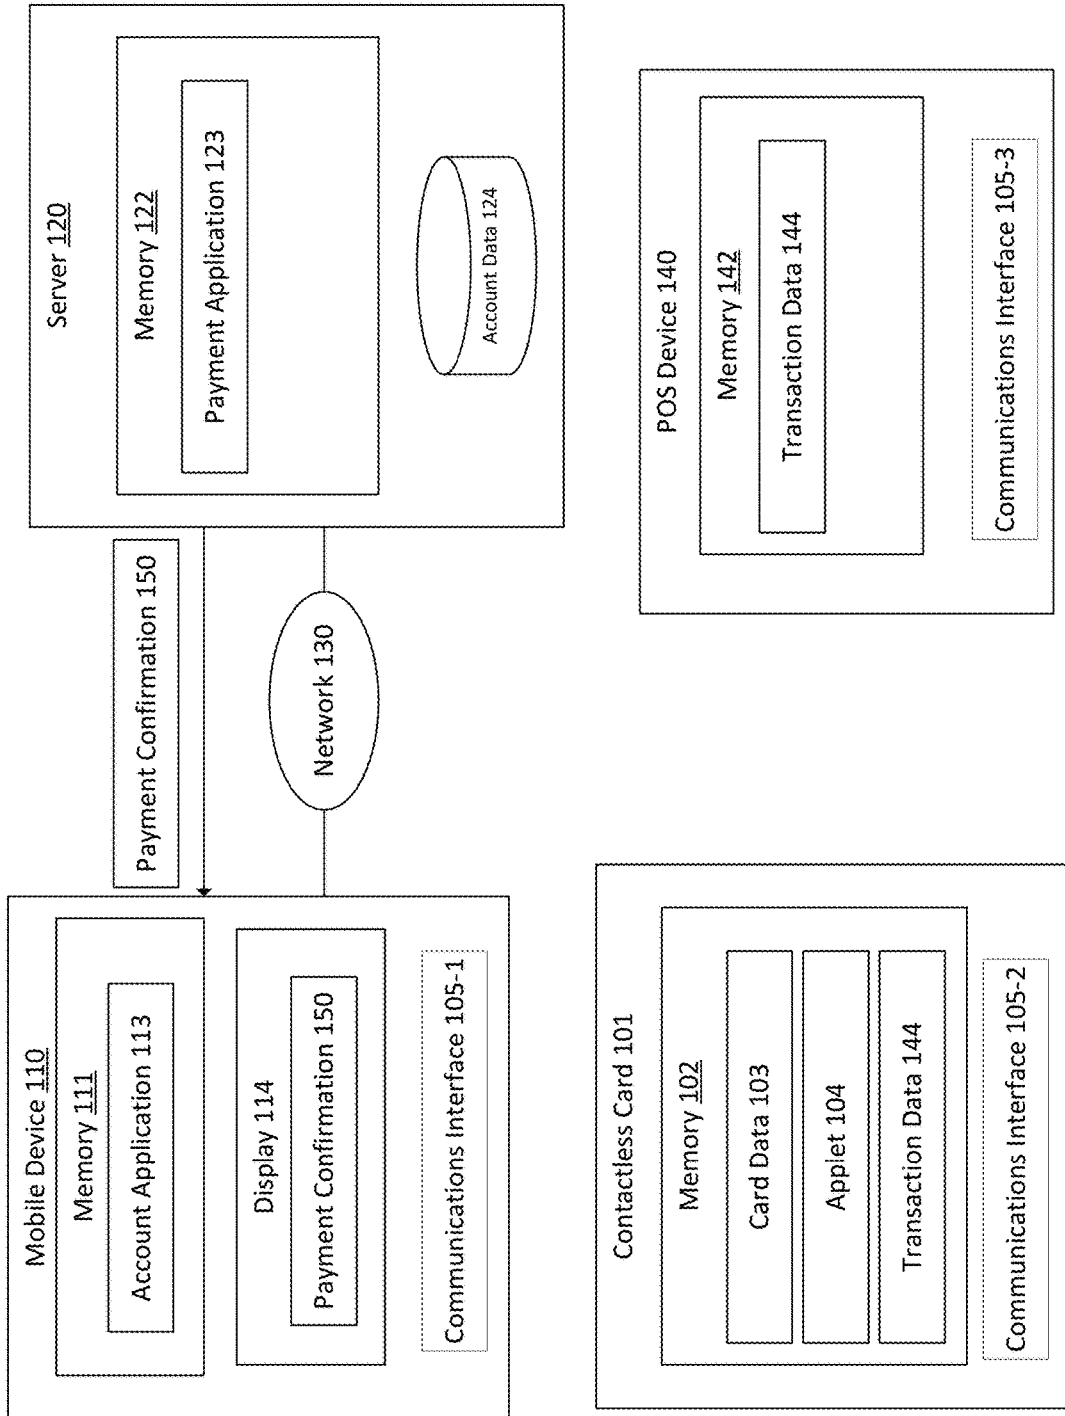 Mobile Device 110
Memory 111
Account Application 113
Display 114
Payment Confirmation 150
Communications Interface 105-1
Payment Confirmation 150
Network 130
Server 120
Memory 122
Payment Application 123
Account Data 124
Contactless Card 101
Memory 102
Card Data 103
Applet 104
Transaction Data 144
Communications Interface 105-2
POS Device 140
Memory 142
Transaction Data 144
Communications Interface 105-3